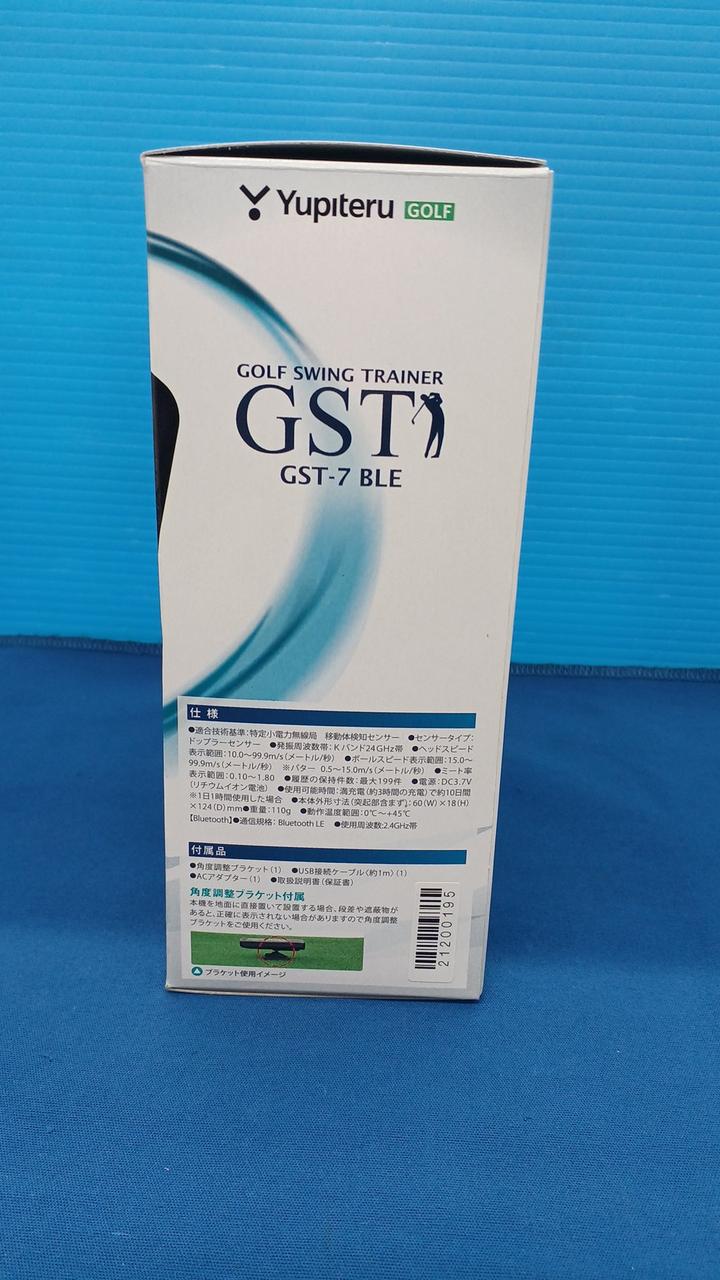 Yupiteru GOLF
GOLF SWING TRAINER
GST
GST-7 BLE
仕様
●適合技術基準:特定小電力無線局 移動体検知センサー ●センサータイプ:
ドップラーセンサー ●発振周波数帯:Kバンド24GHz帯 ●ヘッドスピード
表示範囲:10.0〜99.9m/s(メートル/秒) ●ボールスピード表示範囲:15.0〜
99.9m/s(メートル/秒) ※パター 0.5〜15.0m/s(メートル/秒) ●ミート率
表示範囲:0.10〜1.80 ●履歴の保持件数:最大199件 ●電源:DC3.7V
(リチウムイオン電池) ●使用可能時間:満充電(約3時間の充電)で約10日間
※1日1時間使用した場合 ●本体外形寸法(突起部含まず):60(W)×18(H)
×124(D)mm●重量:110g ●動作温度範囲:0℃〜+45℃
【Bluetooth】●通信規格:Bluetooth LE ●使用周波数:2.4GHz帯
付属品
●角度調整ブラケット(1) ●USB接続ケーブル〈約1m〉(1)
●ACアダプター(1) ●取扱説明書(保証書)
角度調整ブラケット付属
本機を地面に直接置いて設置する場合、段差や遮蔽物が
あると、正確に表示されない場合がありますので角度調整
ブラケットをご使用ください。
ブラケット使用イメージ
21200195